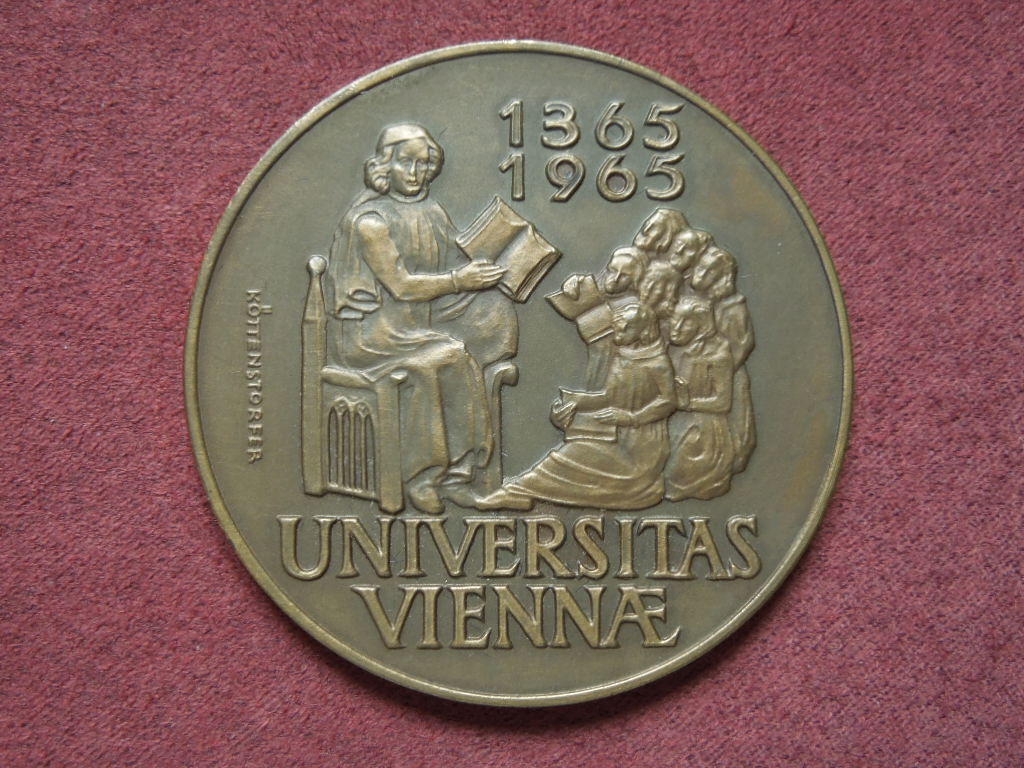 1365
1965
KÖTTENSTORFER
UNIVERSITAS
VIENNÆ